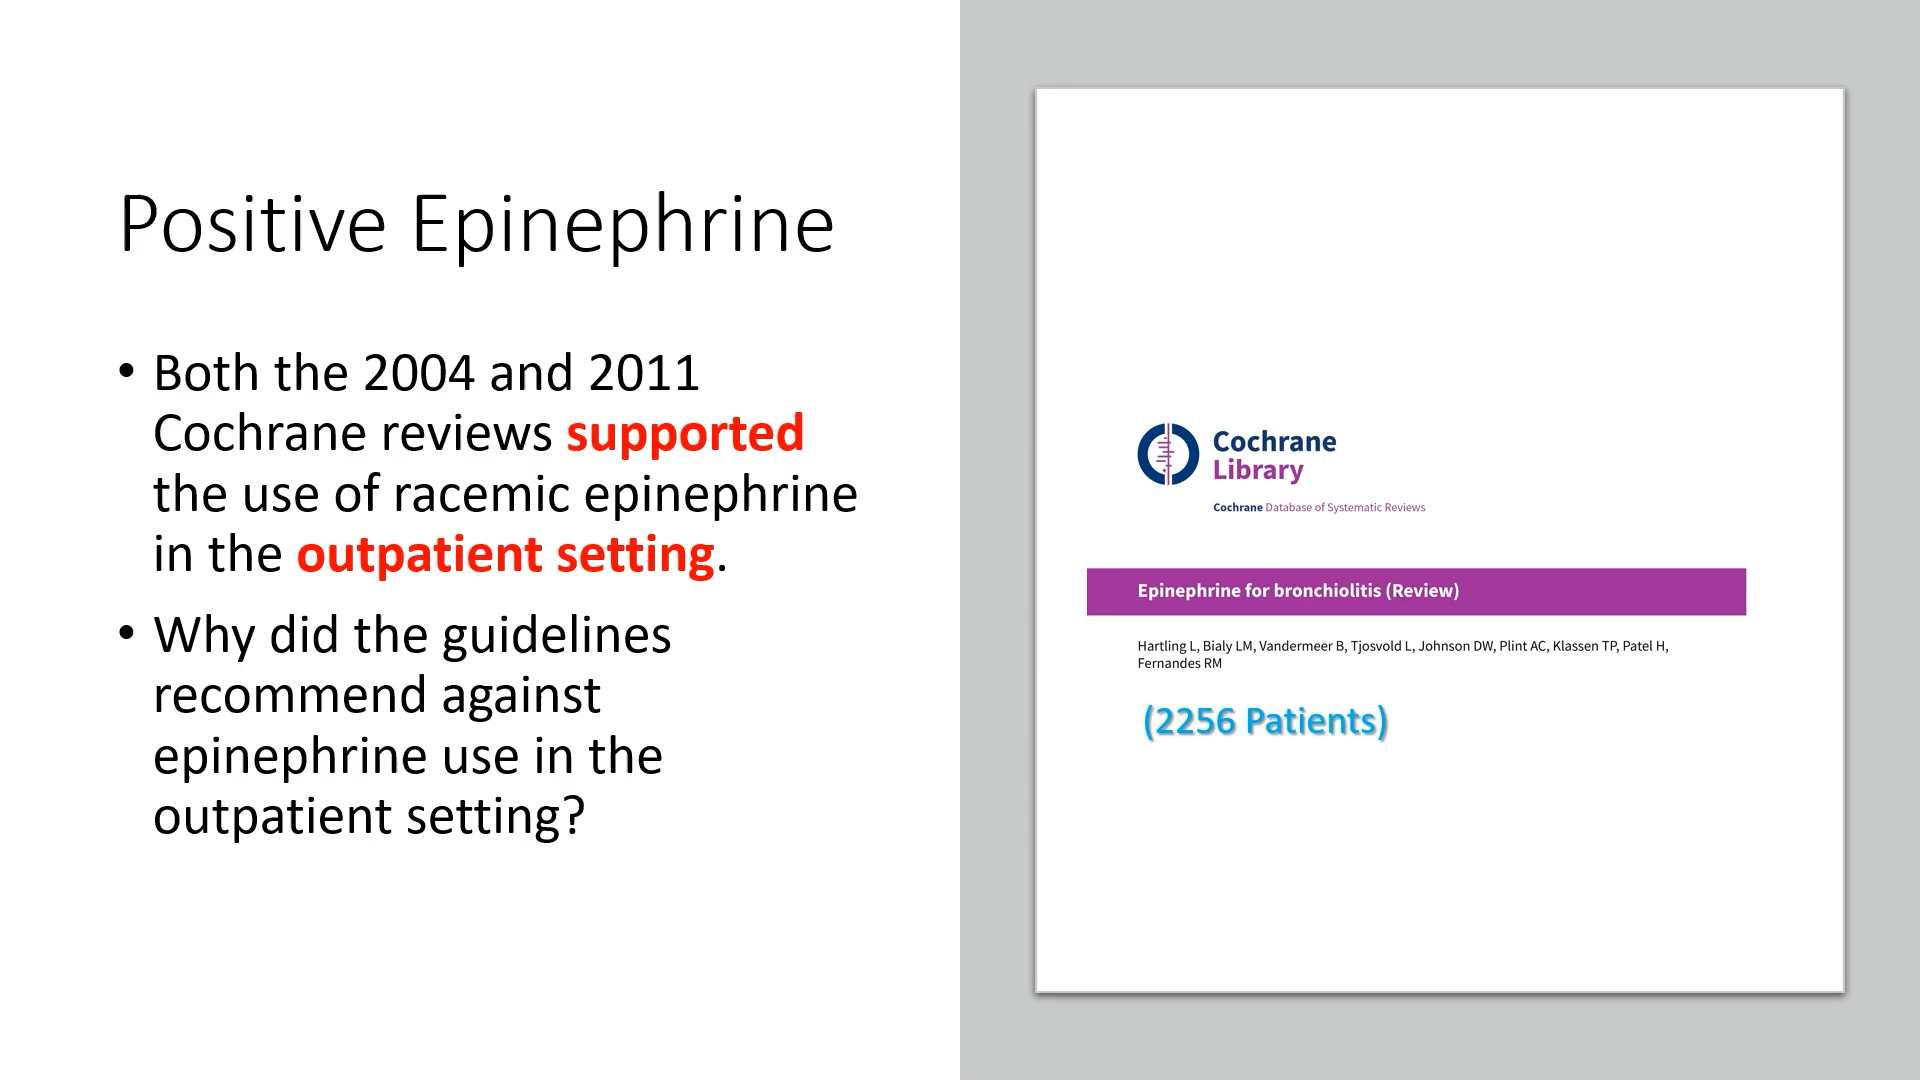 Positive Epinephrine
• Both the 2004 and 2011
Cochrane reviews supported
the use of racemic epinephrine
in the outpatient setting.
• Why did the guidelines
recommend against
epinephrine use in the
outpatient setting?
Cochrane
Library
Cochrane Database of Systematic Reviews
Epinephrine for bronchiolitis (Review)
Hartling L, Bialy LM, Vandermeer B, Tjosvold L, Johnson DW, Plint AC, Klassen TP, Patel H,
Fernandes RM
(2256 Patients)